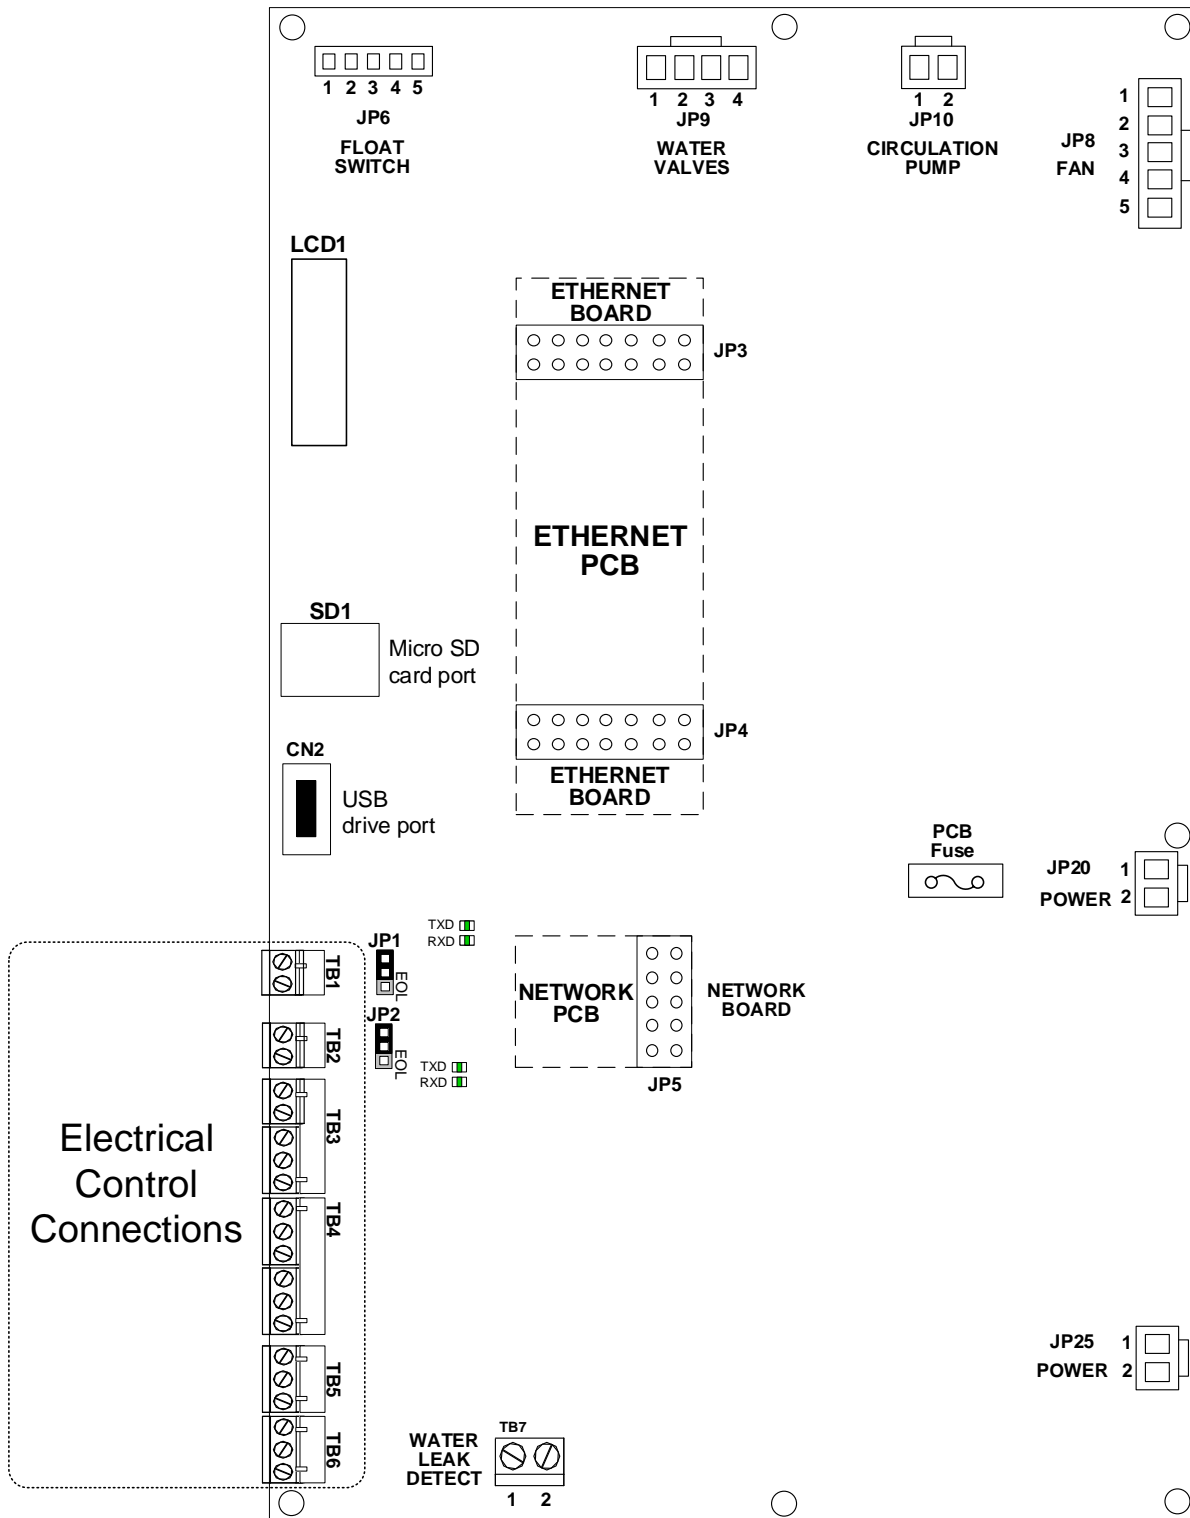 1 2 3 4 5
JP6
FLOAT
SWITCH
1 2 3 4
JP9
WATER
VALVES
1 2
JP10
CIRCULATION
PUMP
JP8
FAN
1
2
3
4
5
LCD1
ETHERNET
BOARD
JP3
ETHERNET
PCB
SD1
Micro SD
card port
JP4
ETHERNET
BOARD
CN2
USB
drive port
PCB
Fuse
JP20
POWER
1
2
TXD
RXD
JP1
EOL
JP2
EOL
TXD
RXD
NETWORK
PCB
NETWORK
BOARD
JP5
TB1
TB2
TB3
TB4
TB5
TB6
Electrical
Control
Connections
JP25
POWER
1
2
WATER
LEAK
DETECT
TB7
1 2